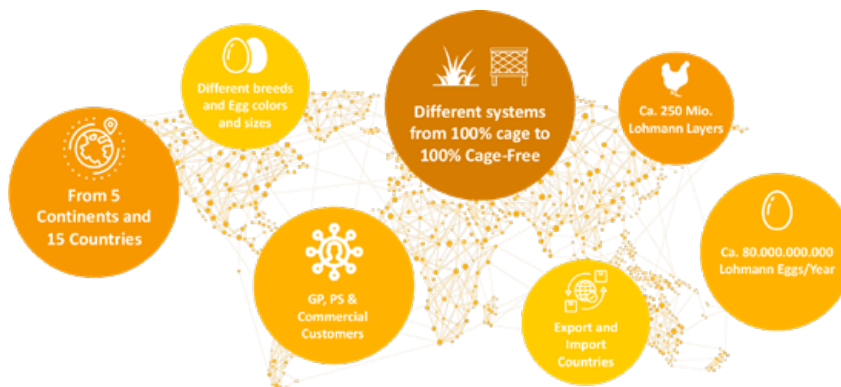 From 5
Continents and
15 Countries
Different breeds
and Egg colors
and sizes
GP, PS &
Commercial
Customers
Different systems
from 100% cage to
100% Cage-Free
Export and
Import
Countries
Ca. 250 Mio.
Lohmann Layers
Ca. 80.000.000.000
Lohmann Eggs/Year